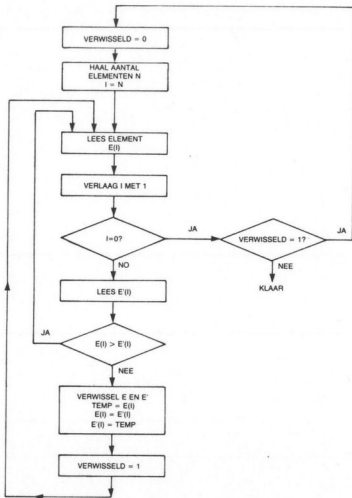 VERWISSELD = 0
HAAL AANTAL
ELEMENTEN N
I = N
LEES ELEMENT
E(I)
VERLAAG I MET 1
I=0?
JA
VERWISSELD = 1?
JA
NO
NEE
KLAAR
LEES E'(I)
JA
E(I) > E'(I)
NEE
VERWISSEL E EN E'
TEMP = E(I)
E(I) = E'(I)
E'(I) = TEMP
VERWISSELD = 1